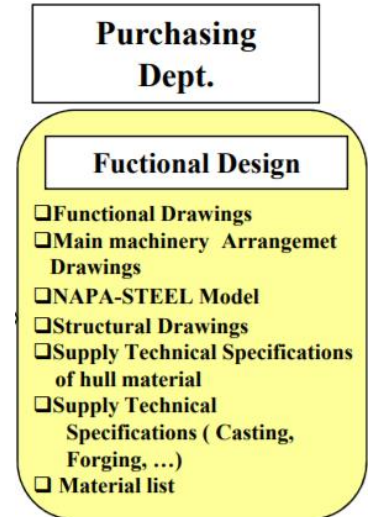 Purchasing
Dept.
Fuctional Design
❑Functional Drawings
❑Main machinery Arrangemet
Drawings
❑NAPA-STEEL Model
❑Structural Drawings
❑Supply Technical Specifications
of hull material
❑Supply Technical
Specifications ( Casting,
Forging, …)
❑ Material list